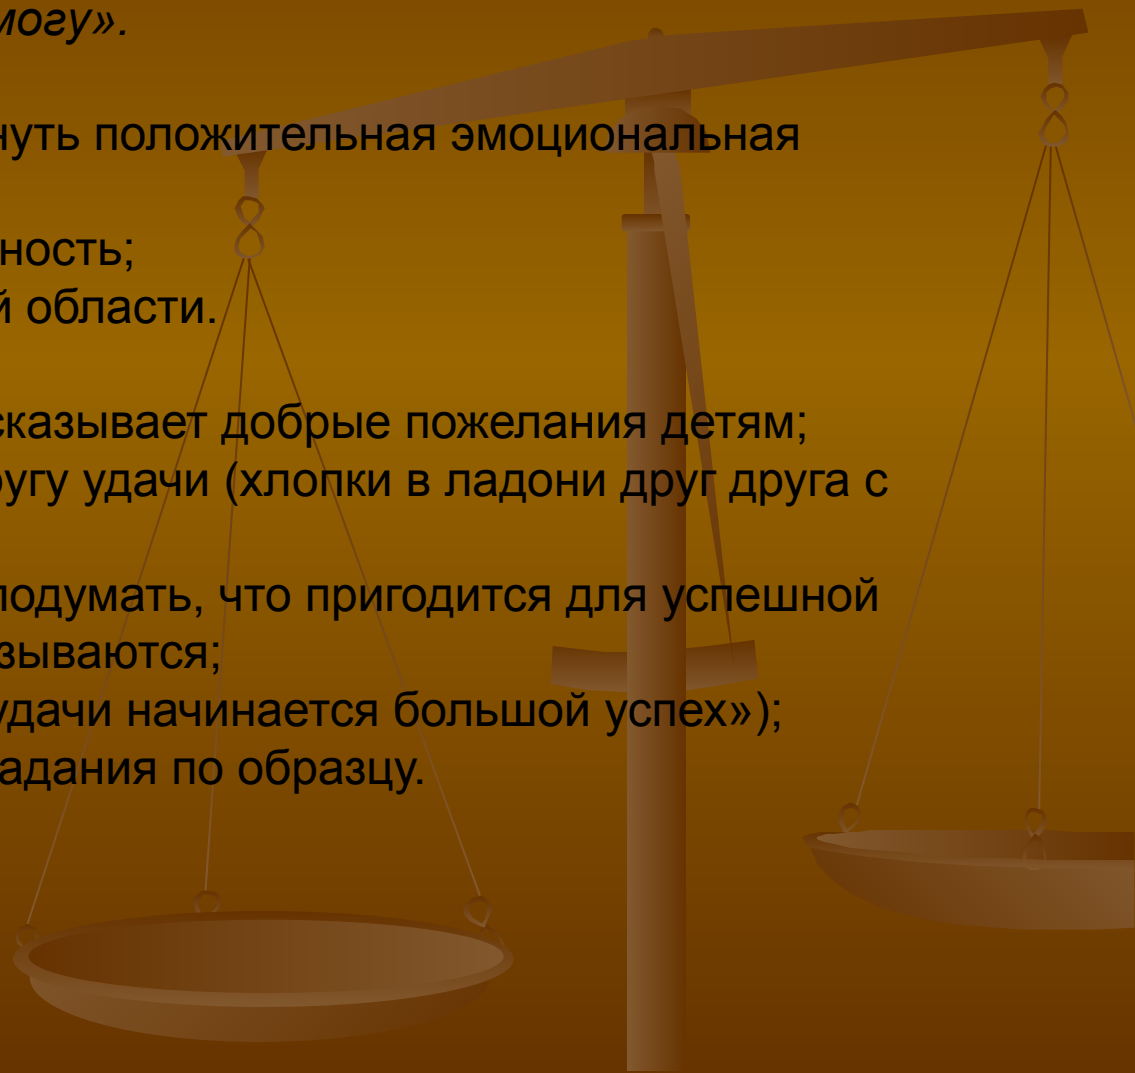 могу».
нуть положительная эмоциональная
ность;
й области.
сказывает добрые пожелания детям;
ругу удачи (хлопки в ладони друг друга с
подумать, что пригодится для успешной
зываются;
удачи начинается большой успех»);
адания по образцу.